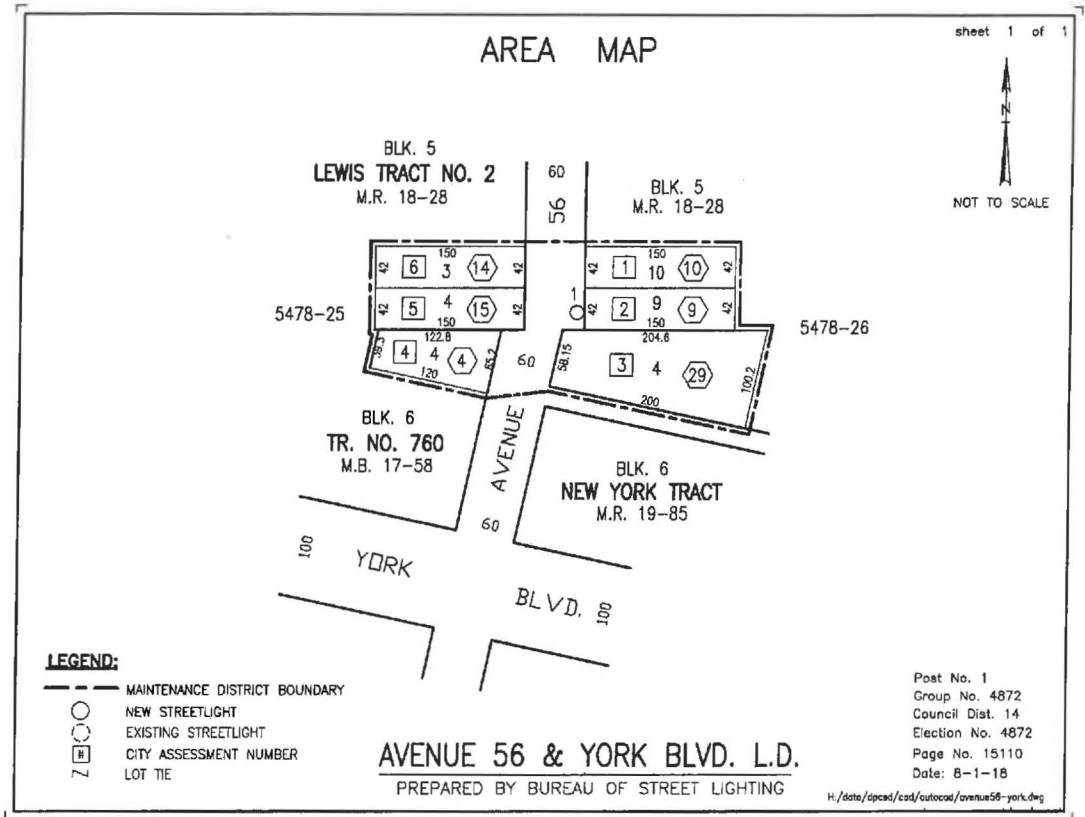 sheet 1 of 1
AREA MAP
N
NOT TO SCALE
BLK. 5
LEWIS TRACT NO. 2
M.R. 18-28
60
56
BLK. 5
M.R. 18-28
150
42 6 3 14 42
42 5 4 15 42
150
150
42 1 10 10 42
1
42 2 9 9 42
150
5478-25
5478-26
122.8
39.3 4 4 4 65.2
120
60
204.6
58.15 3 4 29 100.2
200
BLK. 6
TR. NO. 760
M.B. 17-58
AVENUE
60
BLK. 6
NEW YORK TRACT
M.R. 19-85
100
YORK BLVD.
100
LEGEND:
MAINTENANCE DISTRICT BOUNDARY
NEW STREETLIGHT
EXISTING STREETLIGHT
# CITY ASSESSMENT NUMBER
LOT TIE
AVENUE 56 & YORK BLVD. L.D.
PREPARED BY BUREAU OF STREET LIGHTING
Post No. 1
Group No. 4872
Council Dist. 14
Election No. 4872
Page No. 15110
Date: 8-1-18
H:/data/dpcad/cad/autocad/avenue56-york.dwg